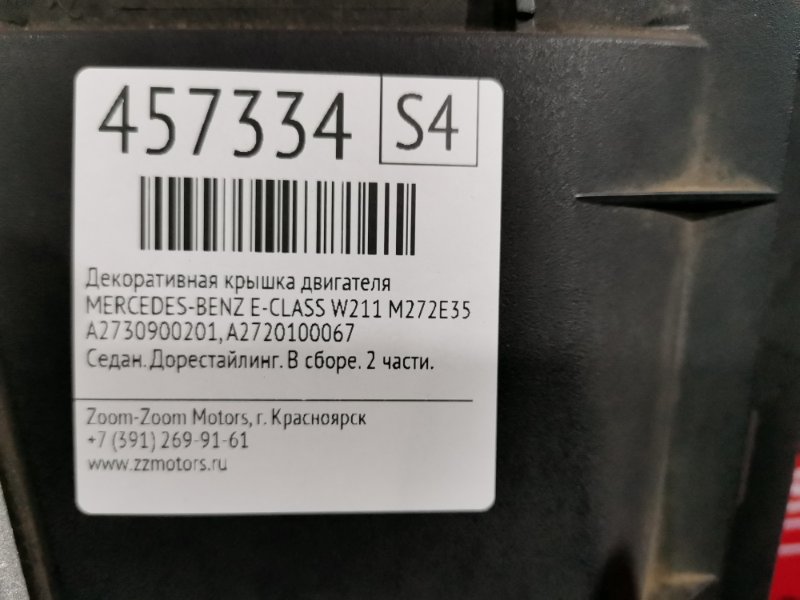 457334 S4
Декоративная крышка двигателя
MERCEDES-BENZ E-CLASS W211 M272E35
A2730900201, A2720100067
Седан. Дорестайлинг. В сборе. 2 части.
Zoom-Zoom Motors, г. Красноярск
+7 (391) 269-91-61
www.zzmotors.ru